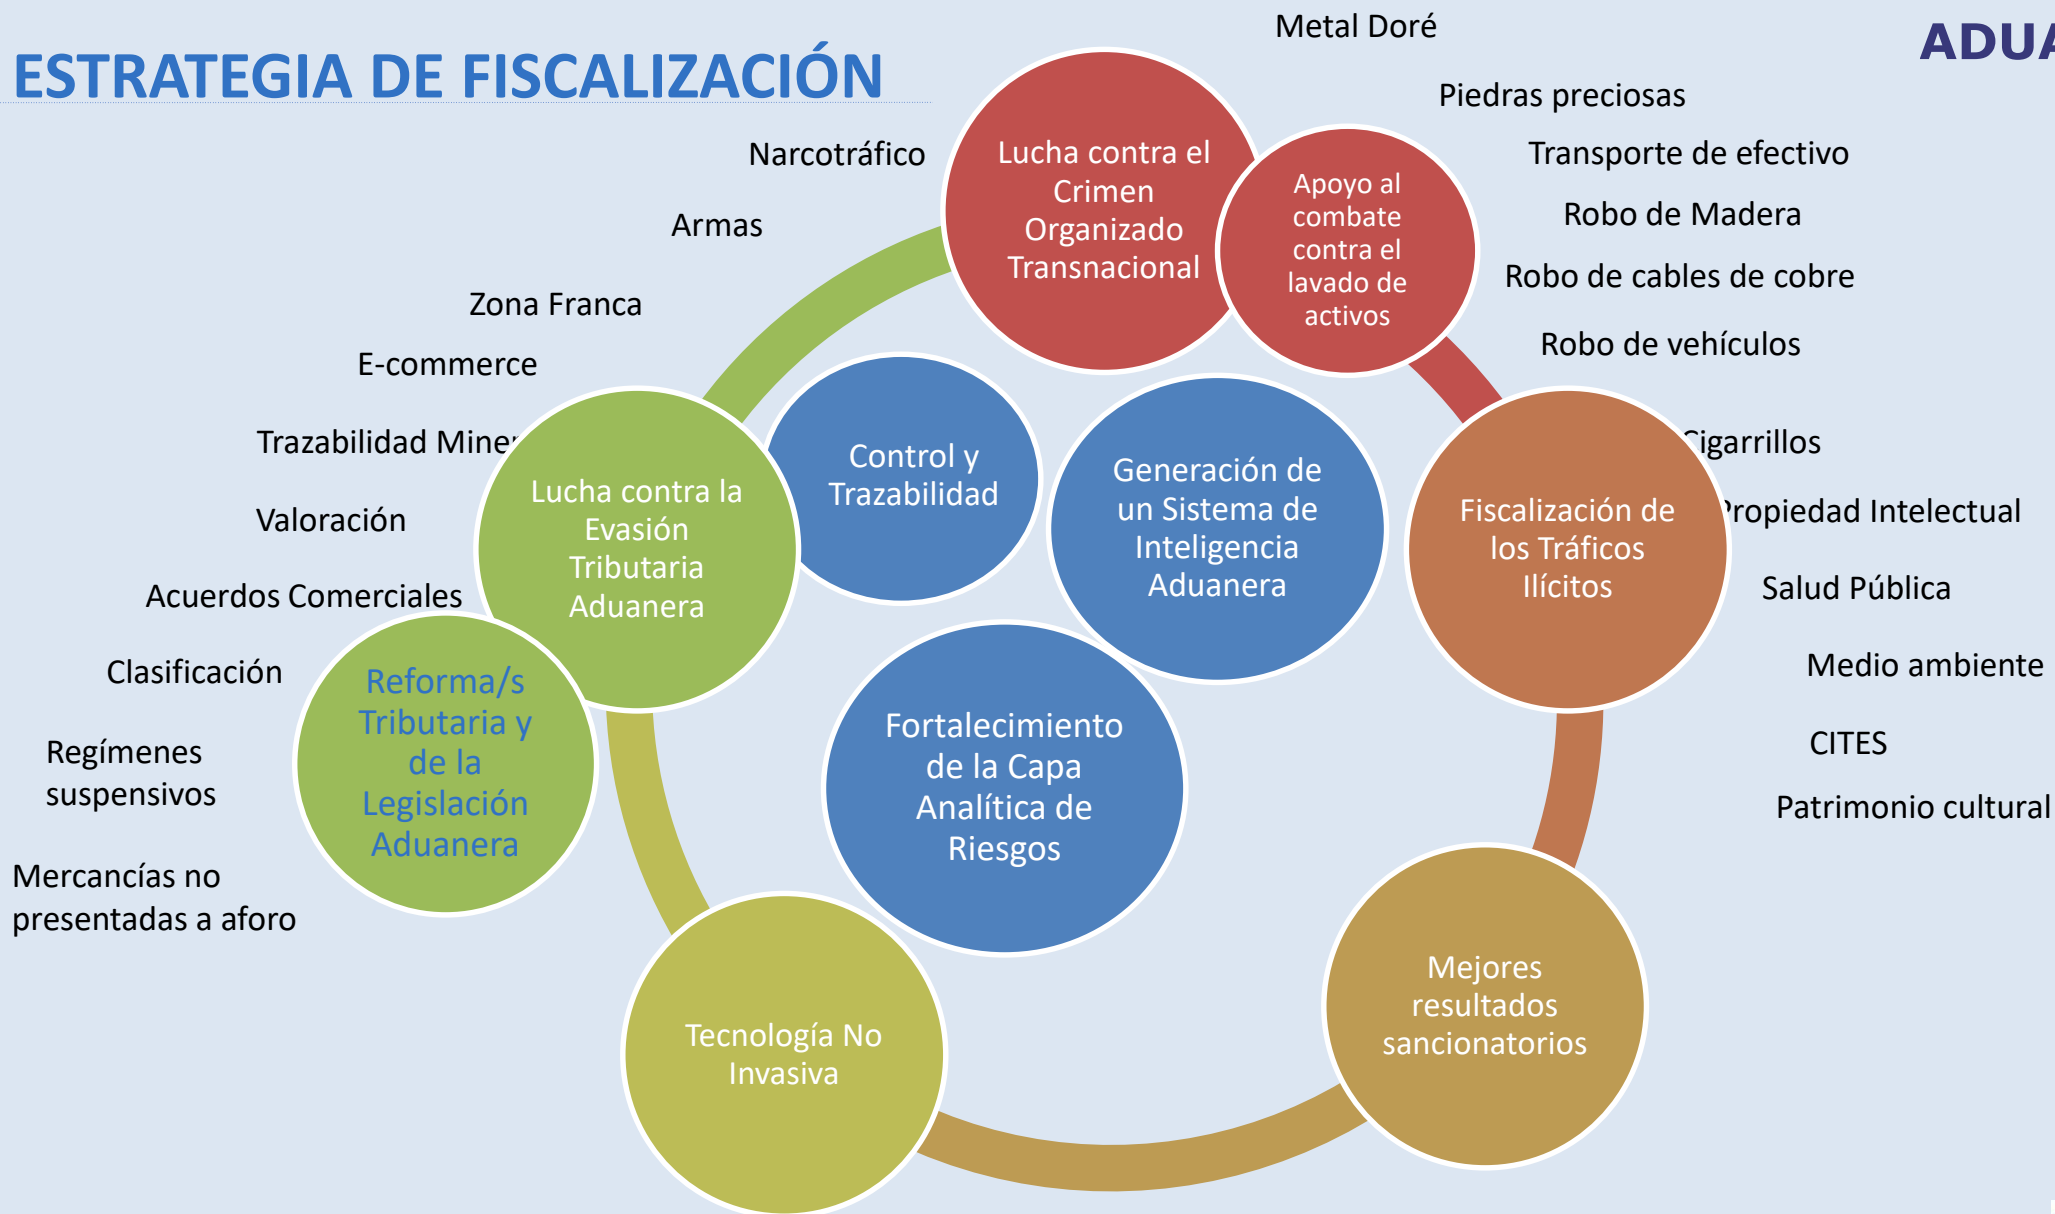 ESTRATEGIA DE FISCALIZACIÓN
ADUA
Metal Doré
Piedras preciosas
Transporte de efectivo
Robo de Madera
Robo de cables de cobre
Robo de vehículos
Narcotráfico
Armas
Zona Franca
E-commerce
Trazabilidad Miner
Valoración
Acuerdos Comerciales
Clasificación
Regímenes
suspensivos
Mercancías no
presentadas a aforo
Lucha contra el
Crimen
Organizado
Transnacional
Apoyo al
combate
contra el
lavado de
activos
Control y
Trazabilidad
Generación de
un Sistema de
Inteligencia
Aduanera
Lucha contra la
Evasión
Tributaria
Aduanera
Reforma/s
Tributaria y
de la
Legislación
Aduanera
Fortalecimiento
de la Capa
Analítica de
Riesgos
Fiscalización de
los Tráficos
Ilícitos
Cigarrillos
Propiedad Intelectual
Salud Pública
Medio ambiente
CITES
Patrimonio cultural
Tecnología No
Invasiva
Mejores
resultados
sancionatorios